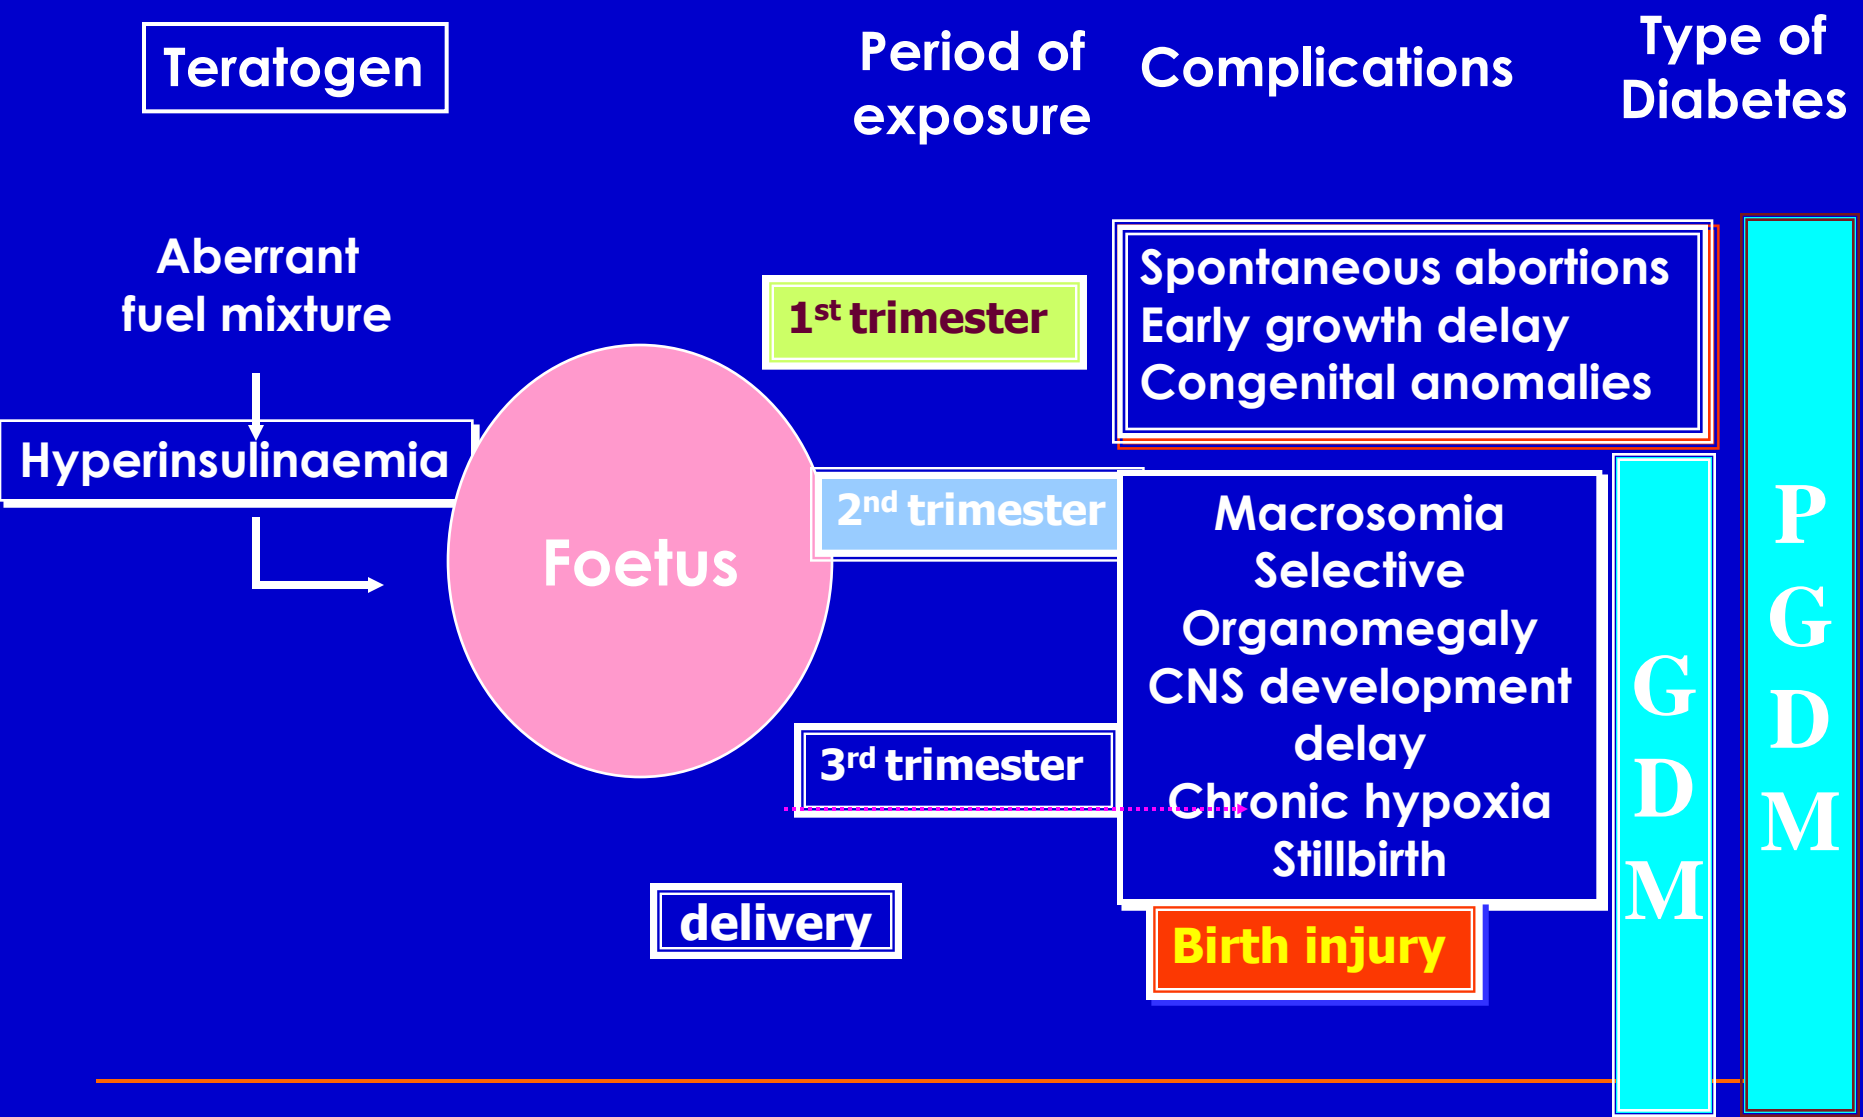 Teratogen
Period of
exposure
Complications
Type of
Diabetes
Aberrant
fuel mixture
Hyperinsulinaemia
Foetus
1st trimester
Spontaneous abortions
Early growth delay
Congenital anomalies
2nd trimester
Macrosomia
Selective
Organomegaly
CNS development
delay
Chronic hypoxia
Stillbirth
3rd trimester
delivery
Birth injury
G
D
M
P
G
D
M